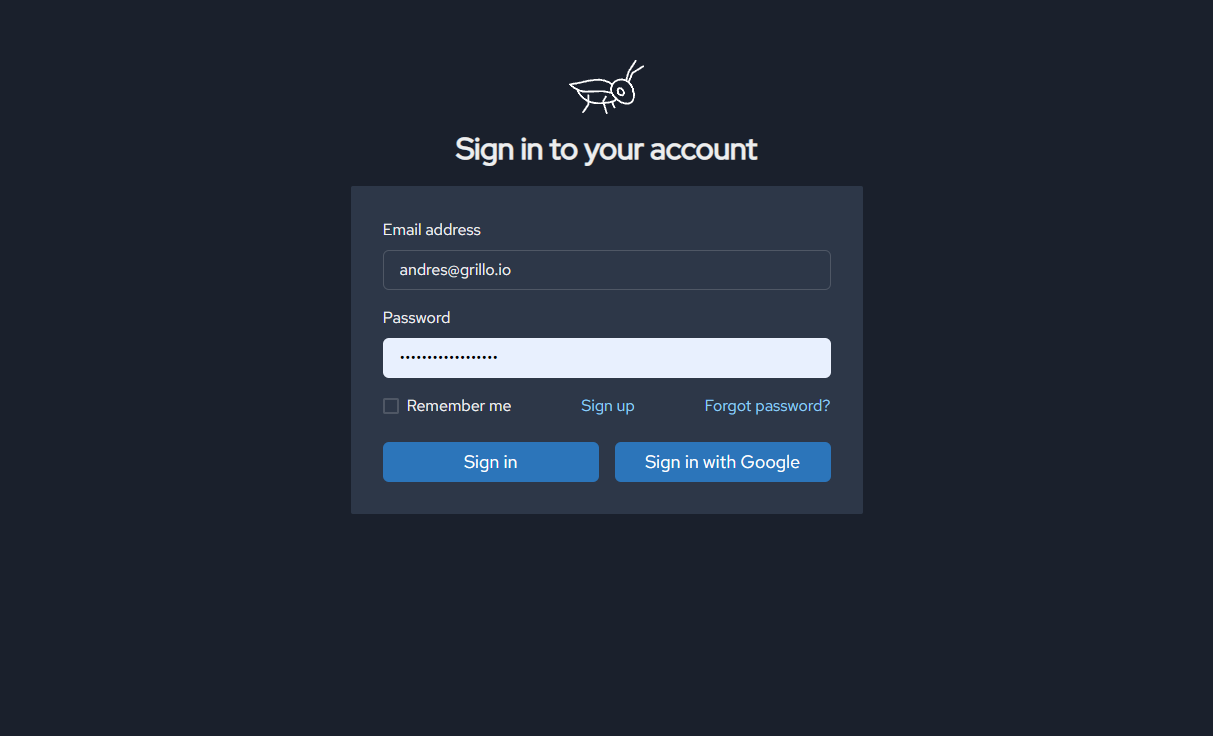 Sign in to your account
Email address
andres@grillo.io
Password
••••••••••••••••••
Remember me Sign up Forgot password?
Sign in Sign in with Google